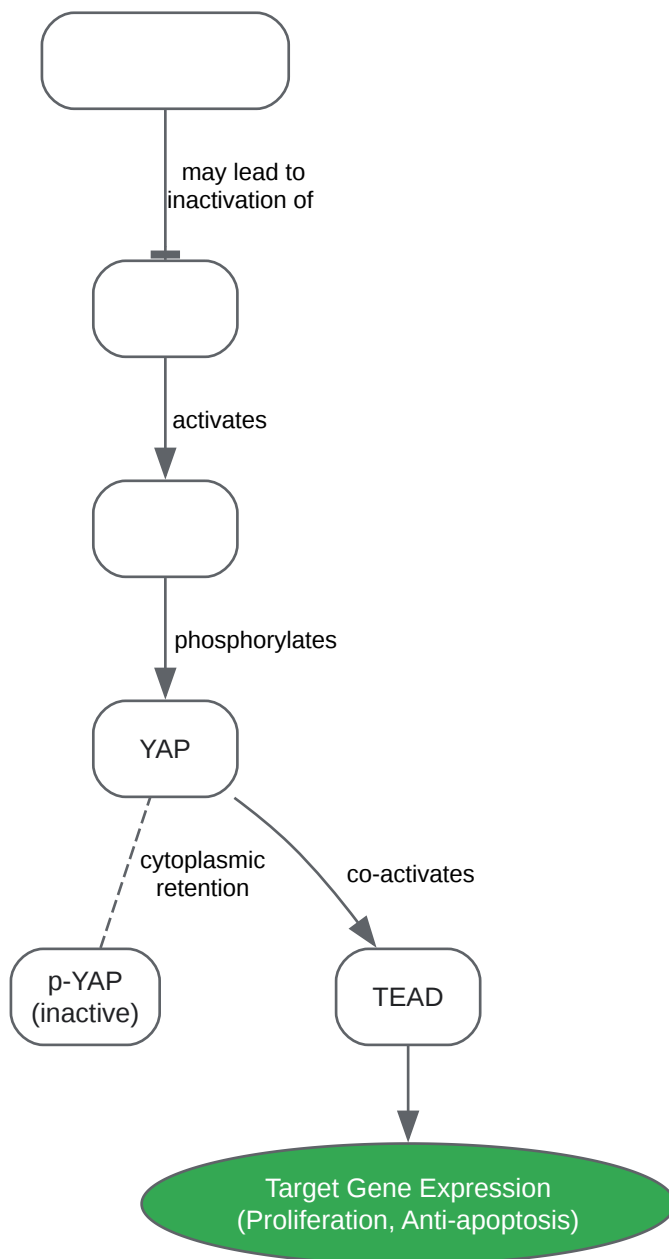 may lead to
inactivation of
activates
phosphorylates
YAP
cytoplasmic
retention
co-activates
p-YAP
(inactive)
TEAD
Target Gene Expression
(Proliferation, Anti-apoptosis)